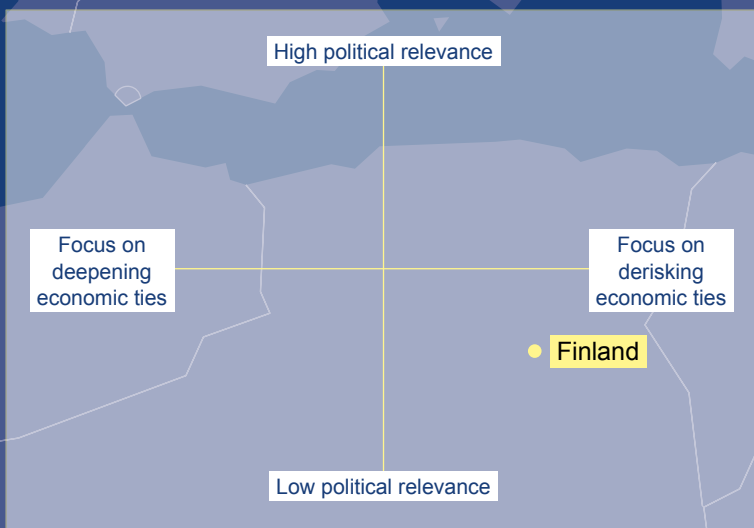 High political relevance
Focus on
deepening
economic ties
Focus on
derisking
economic ties
Finland
Low political relevance